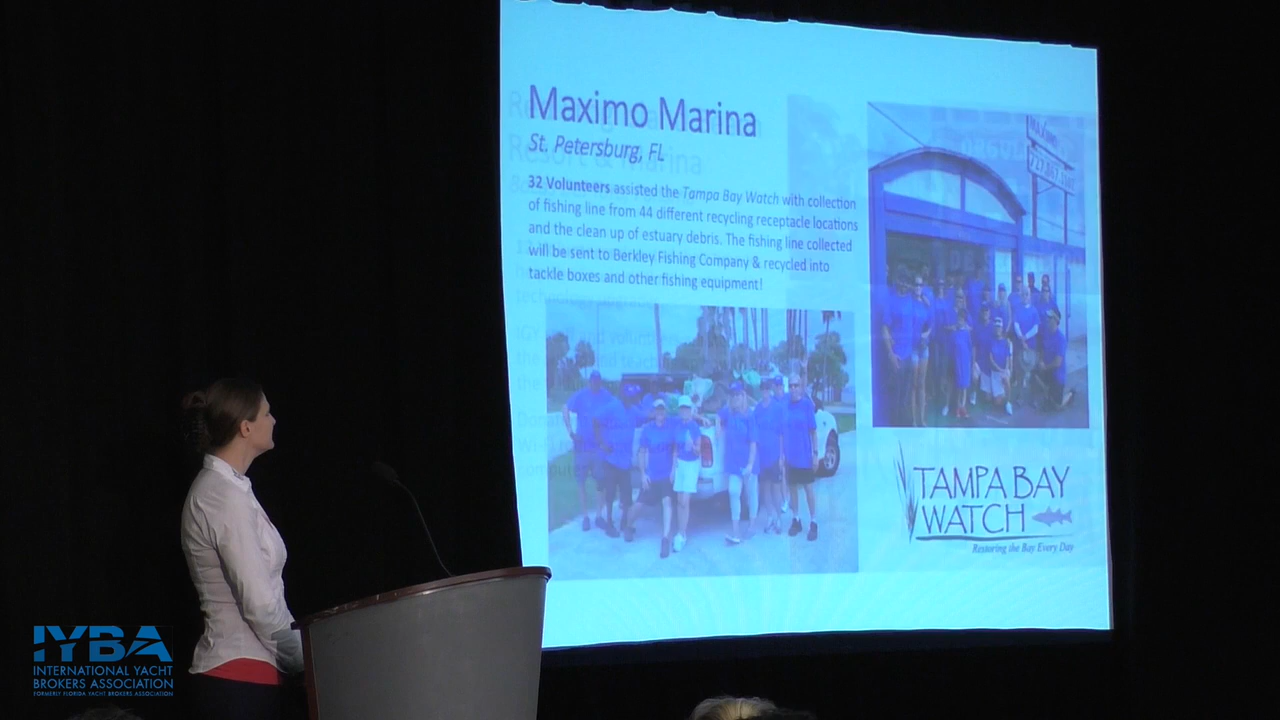 Maximo Marina
St. Petersburg, FL
32 Volunteers assisted the Tampa Bay Watch with collection
of fishing line from 44 different recycling receptacle locations
and the clean up of estuary debris. The fishing line collected
will be sent to Berkley Fishing Company & recycled into
tackle boxes and other fishing equipment!
Resort & Marina
MAXIMO
TAMPA BAY
WATCH
Restoring the Bay Every Day
IYBA
INTERNATIONAL YACHT
BROKERS ASSOCIATION
FORMERLY FLORIDA YACHT BROKERS ASSOCIATION